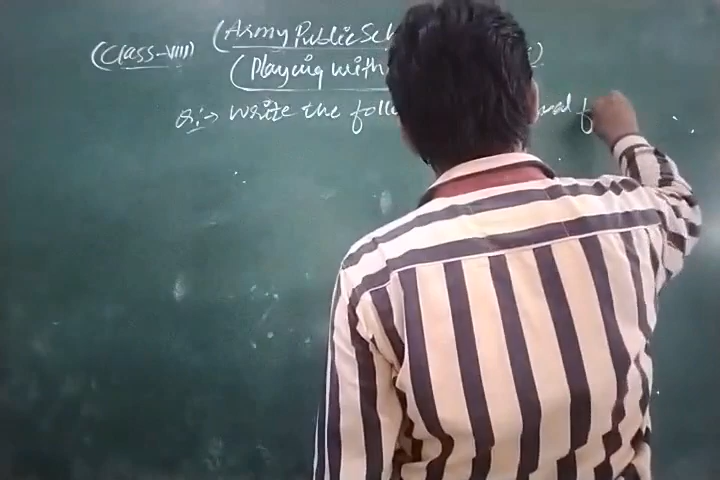 (Class-VIII) (Army Public Sch )
(Playing with
Q:→ Write the foll f